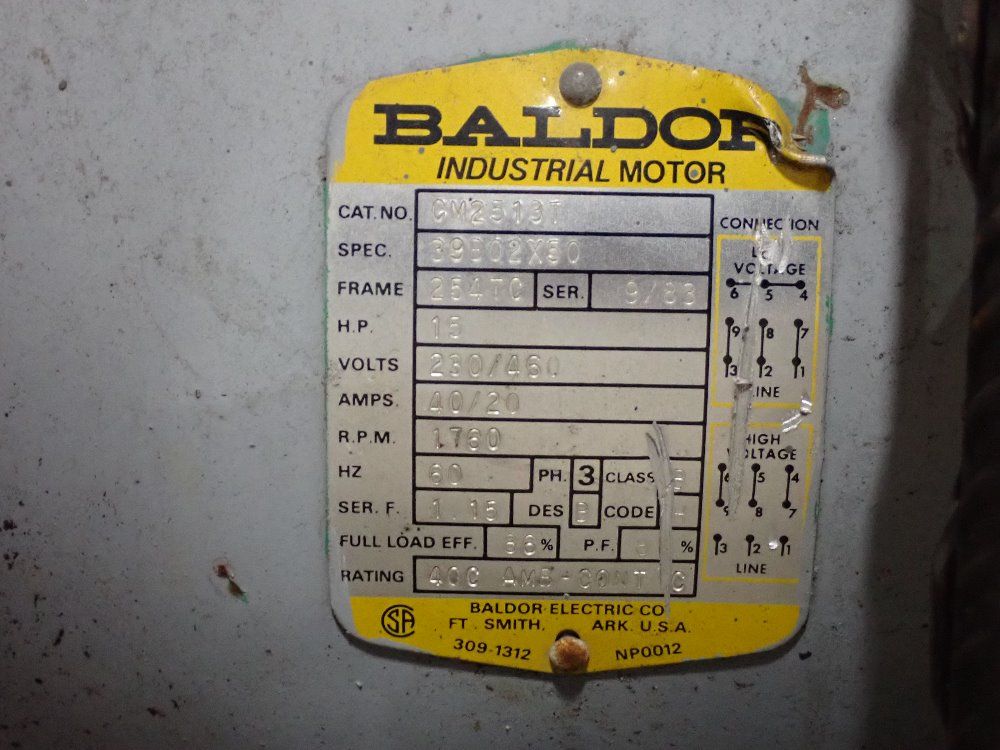 BALDOR
INDUSTRIAL MOTOR
CAT. NO. CM2513T
SPEC. 39B02X50
FRAME 254TC SER. 9/83
H.P. 15
VOLTS 230/460
AMPS. 40/20
R.P.M. 1760
HZ 60 PH. 3 CLASS B
SER. F. 1.15 DES B CODE
FULL LOAD EFF. % P.F. %
RATING 40C AMB-CONT
CONNECTION
LOW
VOLTAGE
6 5 4
9 8 7
3 2 1
LINE
HIGH
VOLTAGE
6 5 4
9 8 7
3 2 1
LINE
BALDOR ELECTRIC CO
FT. SMITH, ARK. U.S.A.
309-1312 NP0012